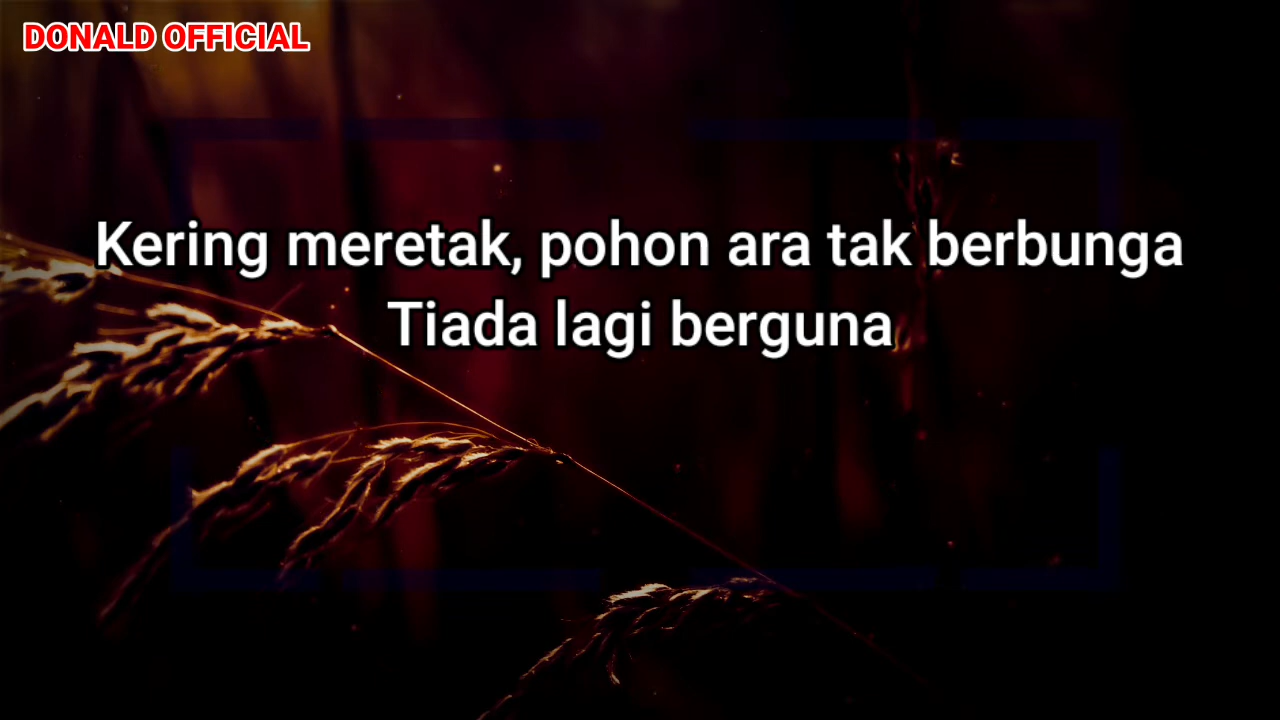 DONALD OFFICIAL
Kering meretak, pohon ara tak berbunga
Tiada lagi berguna